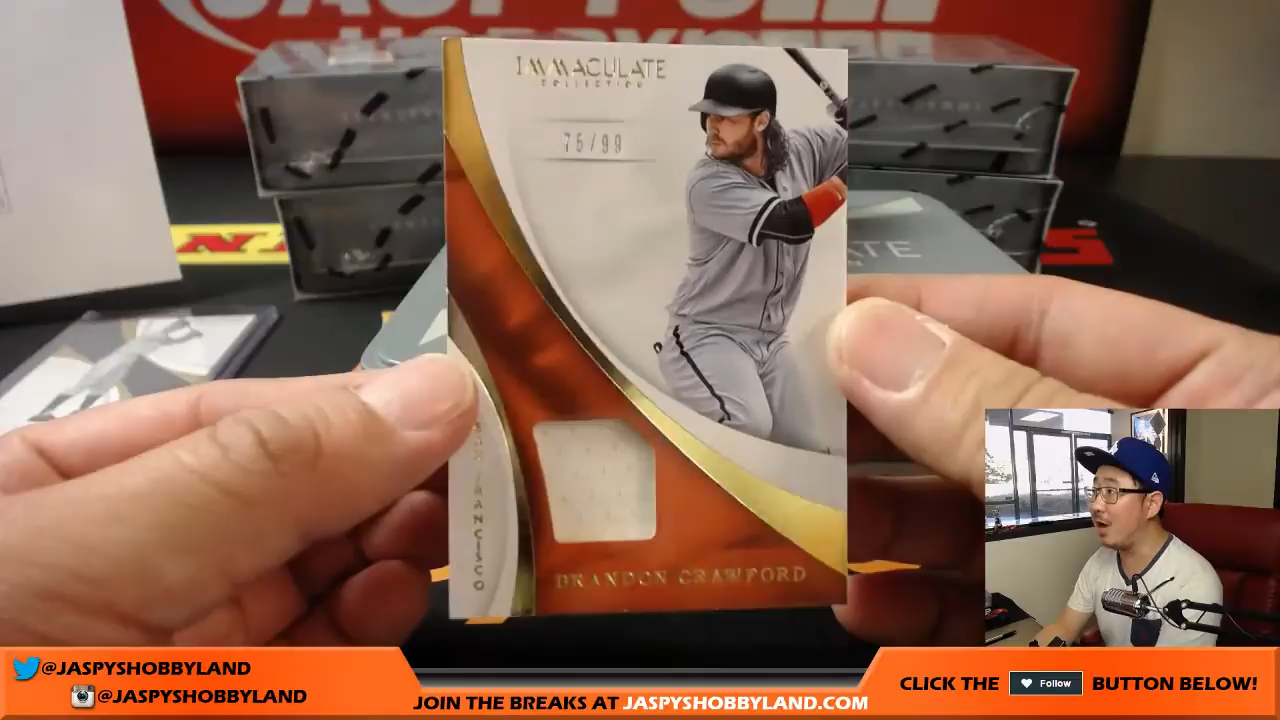 IMMACULATE
COLLECTION
75/99
FRANCISCO
BRANDON CRAWFORD
@JASPYSHOBBYLAND
@JASPYSHOBBYLAND
JOIN THE BREAKS AT JASPYSHOBBYLAND.COM
CLICK THE Follow BUTTON BELOW!